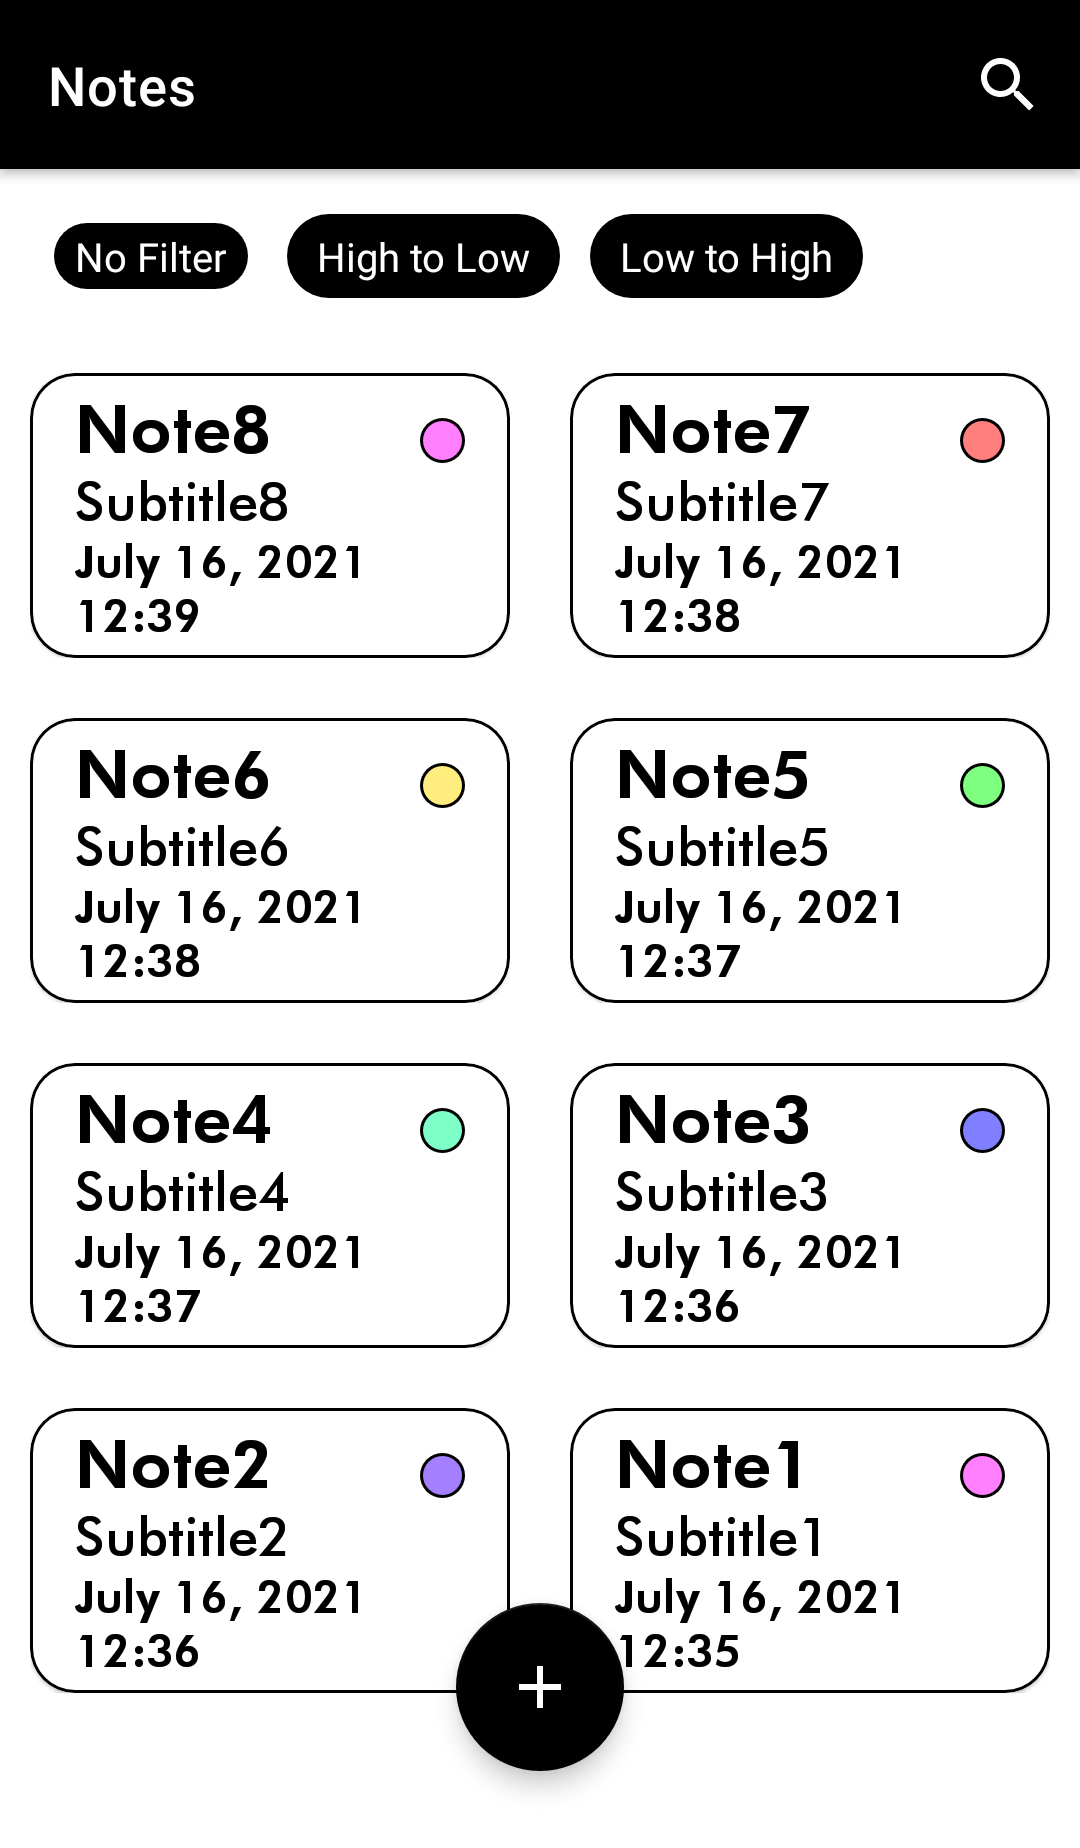 Notes
No Filter
High to Low
Low to High
Note8
Subtitle8
July 16, 2021
12:39
Note7
Subtitle7
July 16, 2021
12:38
Note6
Subtitle6
July 16, 2021
12:38
Note5
Subtitle5
July 16, 2021
12:37
Note4
Subtitle4
July 16, 2021
12:37
Note3
Subtitle3
July 16, 2021
12:36
Note2
Subtitle2
July 16, 2021
12:36
Note1
Subtitle1
July 16, 2021
12:35